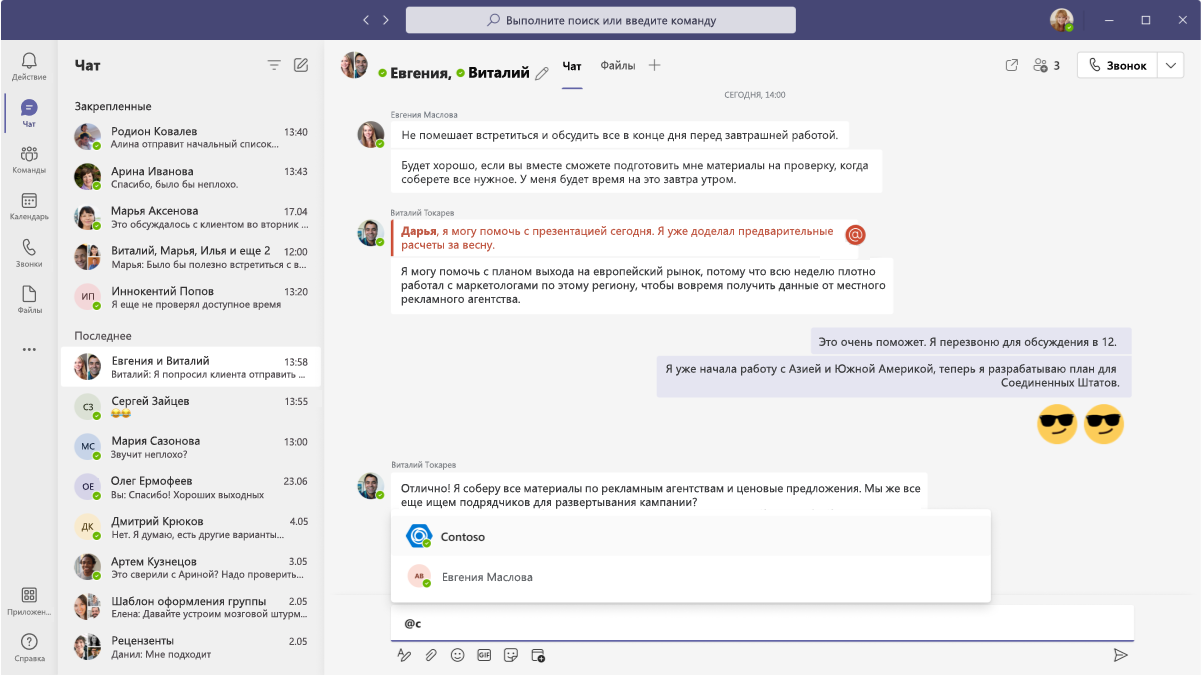 Выполните поиск или введите команду
Действие
Чат
Команды
Календарь
Звонки
Файлы
Приложен...
Справка
Чат
Закрепленные
Родион Ковалев 13:40
Алина отправит начальный список...
Арина Иванова 13:43
Спасибо, было бы неплохо.
Марья Аксенова 17.04
Это обсуждалось с клиентом во вторник ...
Виталий, Марья, Илья и еще 2 12:00
Марья: Было бы полезно встретиться с в...
ИП
Иннокентий Попов 13:20
Я еще не проверял доступное время
Последнее
Евгения и Виталий 13:58
Виталий: Я попросил клиента отправить ...
СЗ
Сергей Зайцев 13:55
МС
Мария Сазонова 13:00
Звучит неплохо?
ОЕ
Олег Ермофеев 23.06
Вы: Спасибо! Хороших выходных
ДК
Дмитрий Крюков 4.05
Нет. Я думаю, есть другие варианты...
Артем Кузнецов 3.05
Это сверили с Ариной? Надо проверить...
Шаблон оформления группы 2.05
Елена: Давайте устроим мозговой штурм...
Рецензенты 2.05
Данил: Мне подходит
Евгения, Виталий
Чат Файлы
3 Звонок
СЕГОДНЯ, 14:00
Евгения Маслова
Не помешает встретиться и обсудить все в конце дня перед завтрашней работой.
Будет хорошо, если вы вместе сможете подготовить мне материалы на проверку, когда
соберете все нужное. У меня будет время на это завтра утром.
Виталий Токарев
Дарья, я могу помочь с презентацией сегодня. Я уже доделал предварительные
расчеты за весну.
@
Я могу помочь с планом выхода на европейский рынок, потому что всю неделю плотно
работал с маркетологами по этому региону, чтобы вовремя получить данные от местного
рекламного агентства.
Это очень поможет. Я перезвоню для обсуждения в 12.
Я уже начала работу с Азией и Южной Америкой, теперь я разрабатываю план для
Соединенных Штатов.
Виталий Токарев
Отлично! Я соберу все материалы по рекламным агентствам и ценовые предложения. Мы же все
еще ищем подрядчиков для развертывания кампании?
Contoso
АВ
Евгения Маслова
@c
GIF